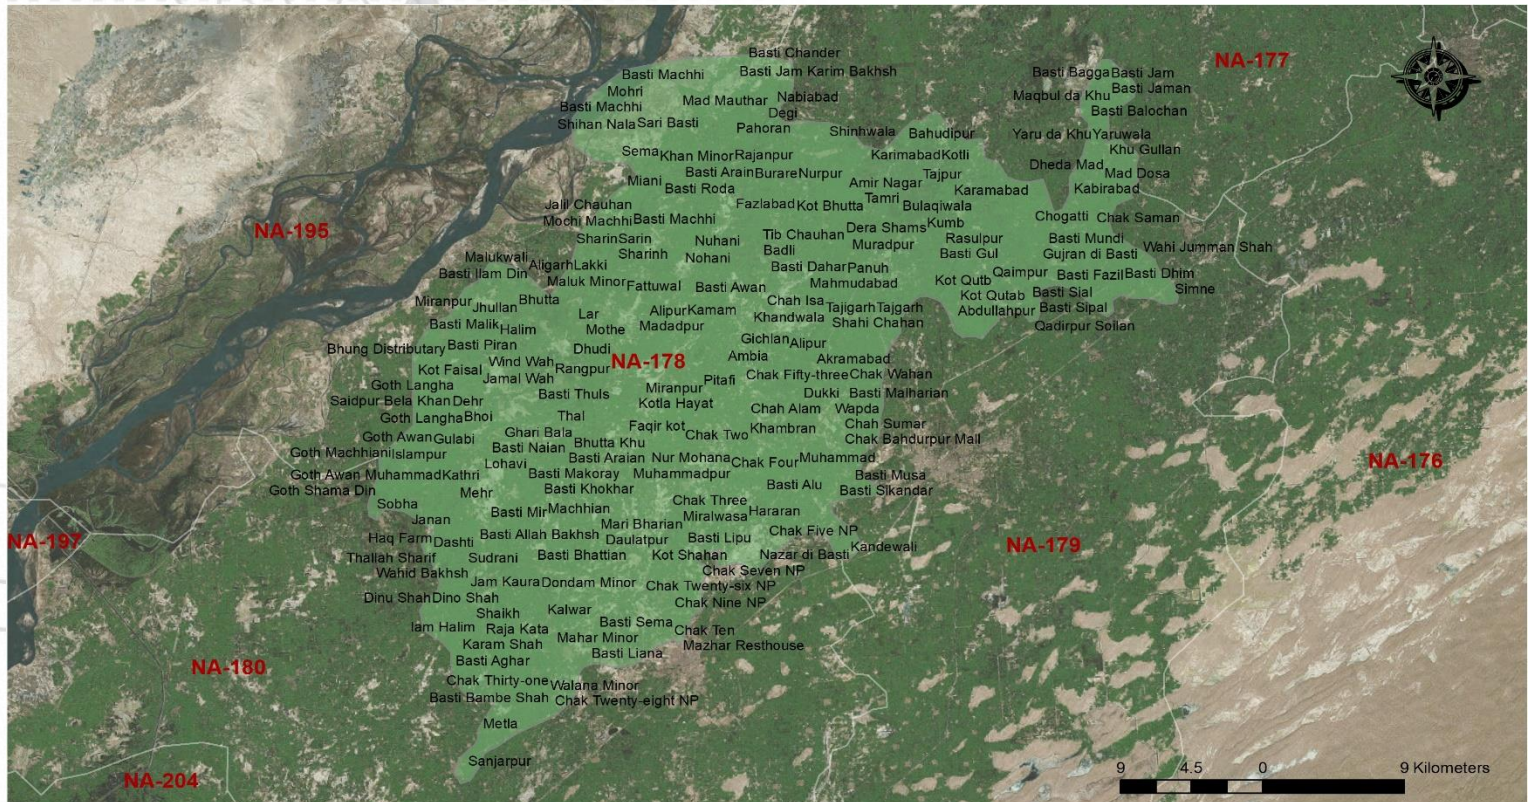 Basti Chander
NA-177
Basti Machhi
Basti Jam Karim Bakhsh
Basti Bagga
Basti Jam
Mohri
Basti Jaman
Mad Mauthar
Nabiabad
Maqbul da Khu
Basti Machhi
Degi
Basti Balochan
Shihan Nala
Sari Basti
Pahoran
Shinhwala
Bahudipur
Yaru da Khu
Yaruwala
Sema
Khan Minor
Rajanpur
Karimabad
Kotli
Khu Gullan
Dheda Mad
Mad Dosa
Basti Arain
Burare
Nurpur
Tajpur
Miani
Basti Roda
Amir Nagar
Karamabad
Kabirabad
Jalil Chauhan
Fazlabad
Kot Bhutta
Tamri
Bulaqiwala
Mochi Machhi
Basti Machhi
Chogatti
Chak Saman
NA-195
Dera Shams
Kumb
Sharin
Sarin
Nuhani
Tib Chauhan
Muradpur
Rasulpur
Basti Mundi
Wahi Jumman Shah
Malukwali
Sharinh
Nohani
Badli
Basti Gul
Gujran di Basti
Aligarh
Lakki
Basti Ilam Din
Basti Dahar
Panuh
Qaimpur
Basti Fazil
Basti Dhim
Maluk Minor
Fattuwal
Basti Awan
Mahmudabad
Kot Qutb
Simne
Miranpur
Jhullan
Bhutta
Chah Isa
Kot Qutab
Basti Sial
Lar
Alipur
Kamam
Khandwala
Tajigarh
Tajgarh
Abdullahpur
Basti Sipal
Basti Malik
Halim
Mothe
Madadpur
Shahi Chahan
Qadirpur Soilan
Bhung Distributary
Basti Piran
Dhudi
Gichlan
Alipur
Wind Wah
NA-178
Ambia
Akramabad
Kot Faisal
Jamal Wah
Rangpur
Pitafi
Chak Fifty-three
Chak Wahan
Goth Langha
Basti Thuls
Miranpur
Dukki
Basti Malharian
Saidpur Bela Khan
Dehr
Kotla Hayat
Chah Alam
Wapda
Goth Langha
Bhoi
Thal
Faqir kot
Khambran
Chah Sumar
Goth Awan
Gulabi
Ghari Bala
Bhutta Khu
Chak Two
Chak Bahdurpur Mall
Goth Machhiani
Islampur
Basti Naian
Basti Araian
Nur Mohana
Chak Four
Muhammad
NA-176
Lohavi
Goth Awan Muhammad
Kathri
Basti Makoray
Muhammadpur
Basti Musa
Goth Shama Din
Mehr
Basti Khokhar
Basti Alu
Basti Sikandar
Sobha
Chak Three
Basti Mir
Machhian
Miralwasa
Hararan
Janan
Mari Bharian
Chak Five NP
NA-197
Haq Farm
Dashti
Basti Allah Bakhsh
Daulatpur
Basti Lipu
Kandewali
NA-179
Thallah Sharif
Sudrani
Basti Bhattian
Kot Shahan
Nazar di Basti
Wahid Bakhsh
Chak Seven NP
Jam Kaura
Dondam Minor
Chak Twenty-six NP
Dinu Shah
Dino Shah
Chak Nine NP
Shaikh
Kalwar
Iam Halim
Raja Kata
Basti Sema
Chak Ten
Karam Shah
Mahar Minor
Mazhar Resthouse
Basti Aghar
Basti Liana
NA-180
Chak Thirty-one
Walana Minor
Basti Bambe Shah
Chak Twenty-eight NP
Metla
Sanjarpur
NA-204
9 4.5 0 9 Kilometers